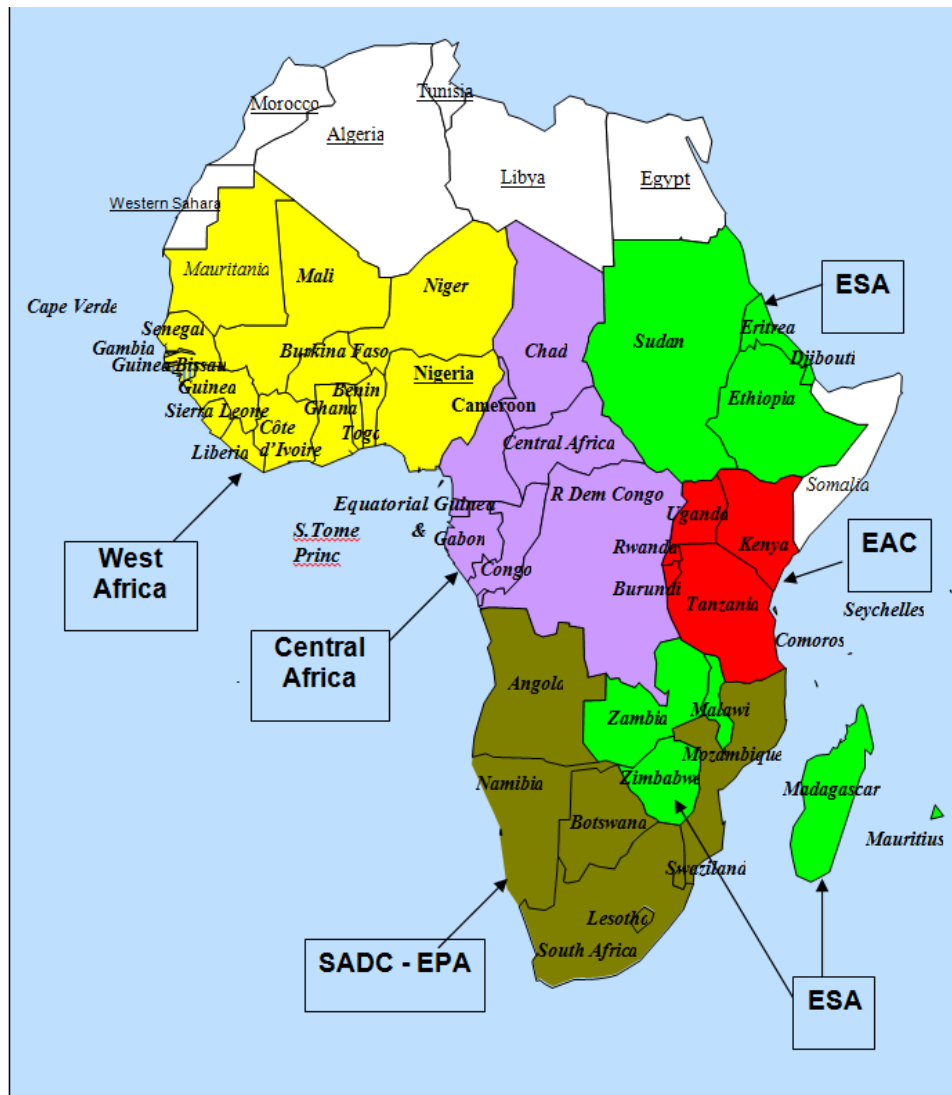 Tunisia
Morocco
Algeria
Libya
Egypt
Western Sahara
Mauritania
Mali
Niger
Chad
Sudan
ESA
Cape Verde
Senegal
Gambia
Guinea Bissau
Guinea
Sierra Leone
Liberia
Côte
d’Ivoire
Burkina Faso
Ghana
Togo
Benin
Nigeria
Cameroon
Central Africa
Eritrea
Djibouti
Ethiopia
Somalia
Equatorial Guinea
&
S.Tome
Princ
Gabon
Congo
R Dem Congo
Uganda
Kenya
Rwanda
Burundi
Tanzania
EAC
Seychelles
Comoros
West
Africa
Central
Africa
Angola
Zambia
Malawi
Mozambique
Zimbabwe
Namibia
Botswana
Madagascar
Mauritius
Swaziland
Lesotho
South Africa
SADC - EPA
ESA